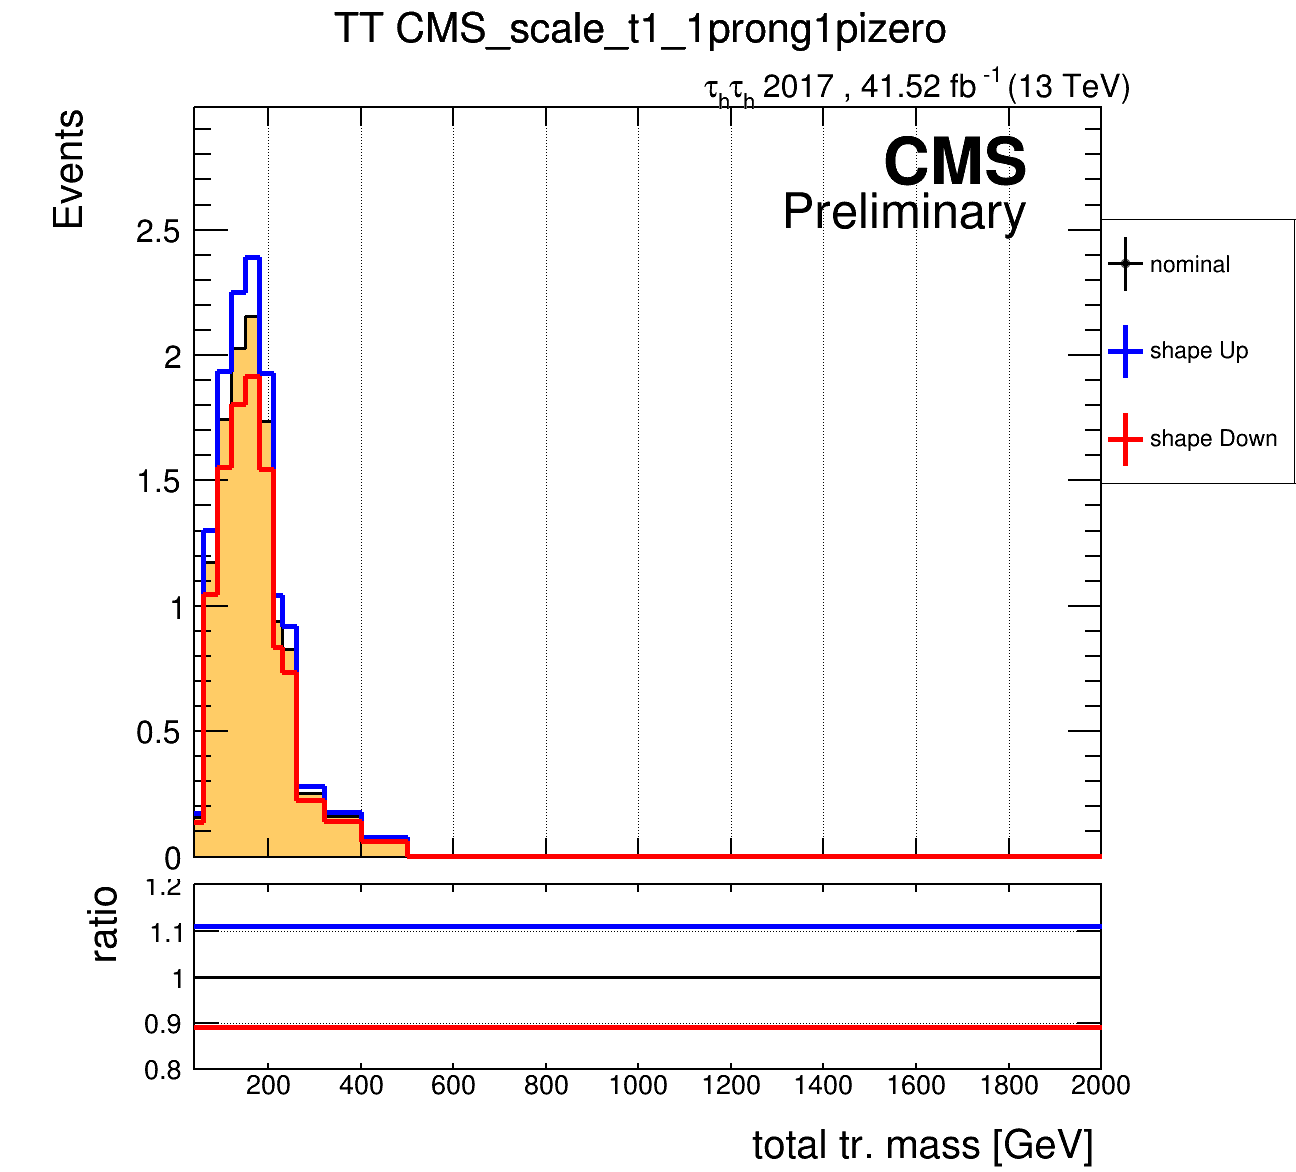 TT CMS_scale_t1_1prong1pizero
τhτh 2017 , 41.52 fb-1 (13 TeV)
Events
CMS
Preliminary
2.5
2
1.5
1
0.5
0
nominal
shape Up
shape Down
ratio
1.2
1.1
1
0.9
0.8
200 400 600 800 1000 1200 1400 1600 1800 2000
total tr. mass [GeV]